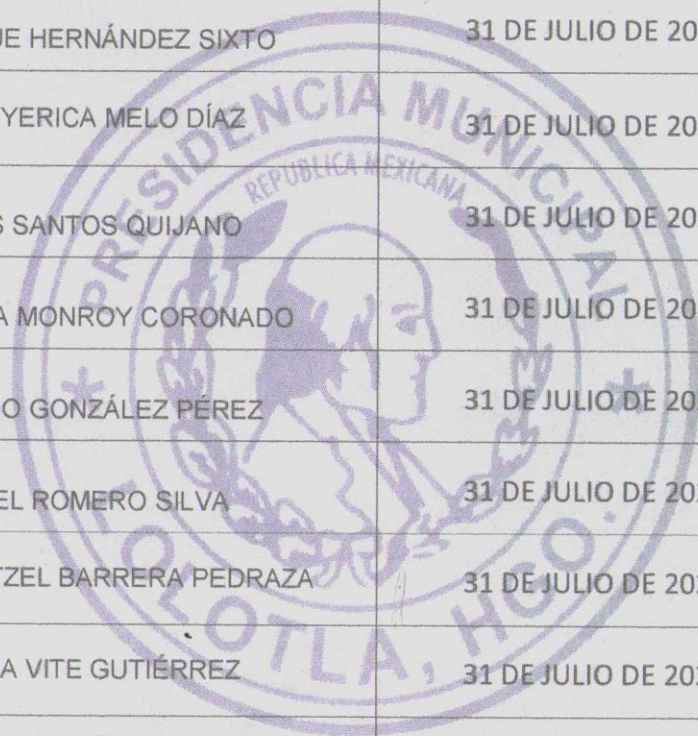 UE HERNÁNDEZ SIXTO 31 DE JULIO DE 20
YERICA MELO DÍAZ 31 DE JULIO DE 20
S SANTOS QUIJANO 31 DE JULIO DE 20
A MONROY CORONADO 31 DE JULIO DE 20
O GONZÁLEZ PÉREZ 31 DE JULIO DE 20
EL ROMERO SILVA 31 DE JULIO DE 20
TZEL BARRERA PEDRAZA 31 DE JULIO DE 20
A VITE GUTIÉRREZ 31 DE JULIO DE 20
PRESIDENCIA MUNICIPAL
REPUBLICA MEXICANA
LOLOTLA, HGO.